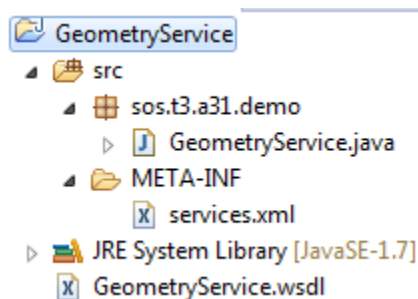 GeometryService
src
sos.t3.a31.demo
GeometryService.java
META-INF
services.xml
JRE System Library [JavaSE-1.7]
GeometryService.wsdl